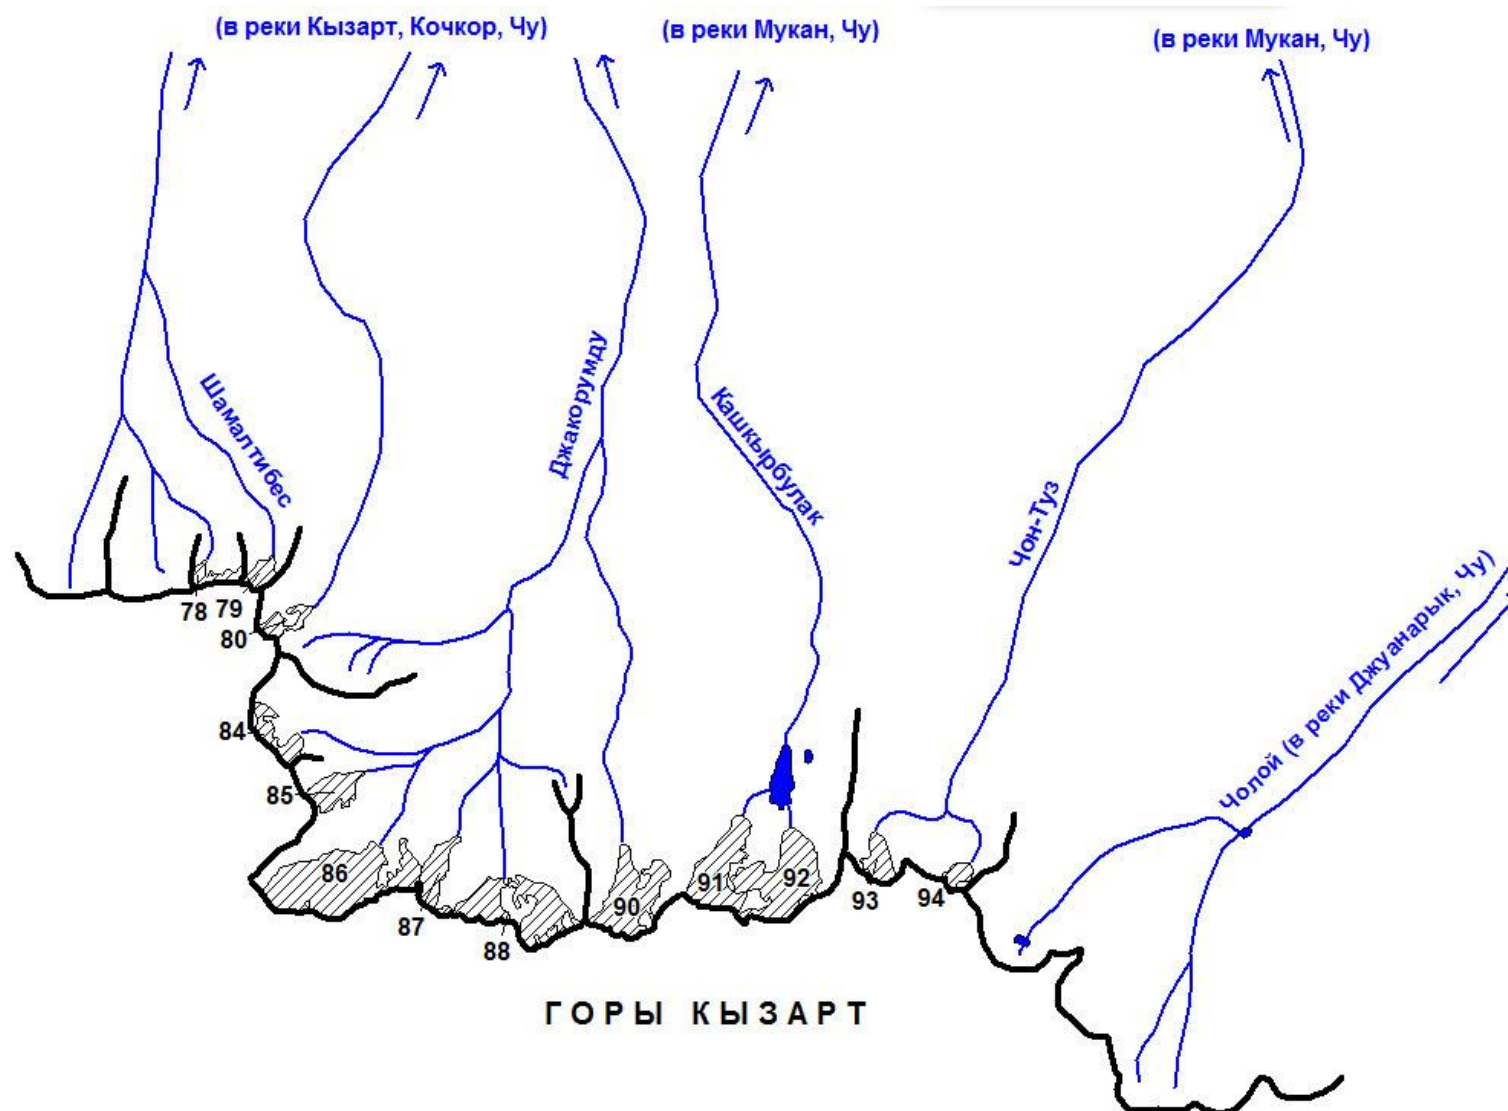 (в реки Кызарт, Кочкор, Чу)
(в реки Мукан, Чу)
(в реки Мукан, Чу)
Шамалтибес
Джакорумду
Кашкырбулак
Чон-Туз
Чолой (в реки Джуанарык, Чу)
78
79
80
84
85
86
87
88
90
91
92
93
94
ГОРЫ КЫЗАРТ